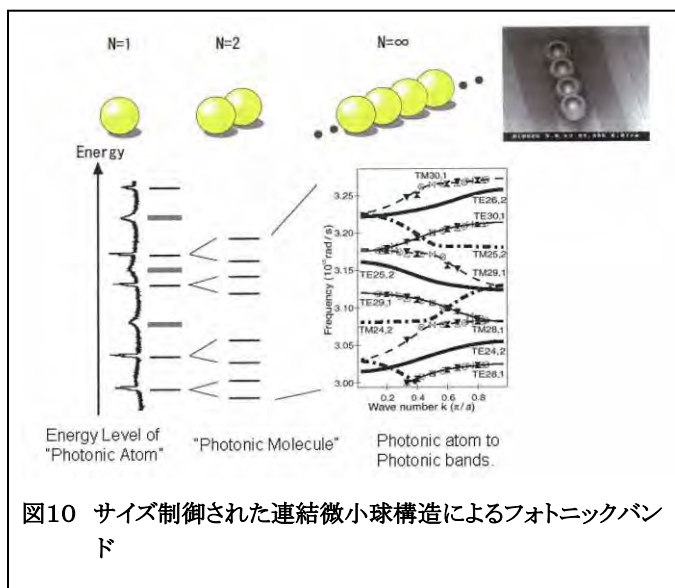 N=1
N=2
N=∞
Energy
3.25
3.20
3.15
3.10
3.05
3.00
Frequency (10¹⁵rad/s)
TM30,1
TE26,2
TE30,1
TM25,2
TE25,2
TM29,1
TE29,1
TM24,2
TM28,1
TE24,2
TE28,1
0.2 0.4 0.6 0.8
Wave number k (π/a)
Energy Level of
"Photonic Atom"
"Photonic Molecule"
Photonic atom to
Photonic bands.
図10 サイズ制御された連結微小球構造によるフォトニックバン
ド